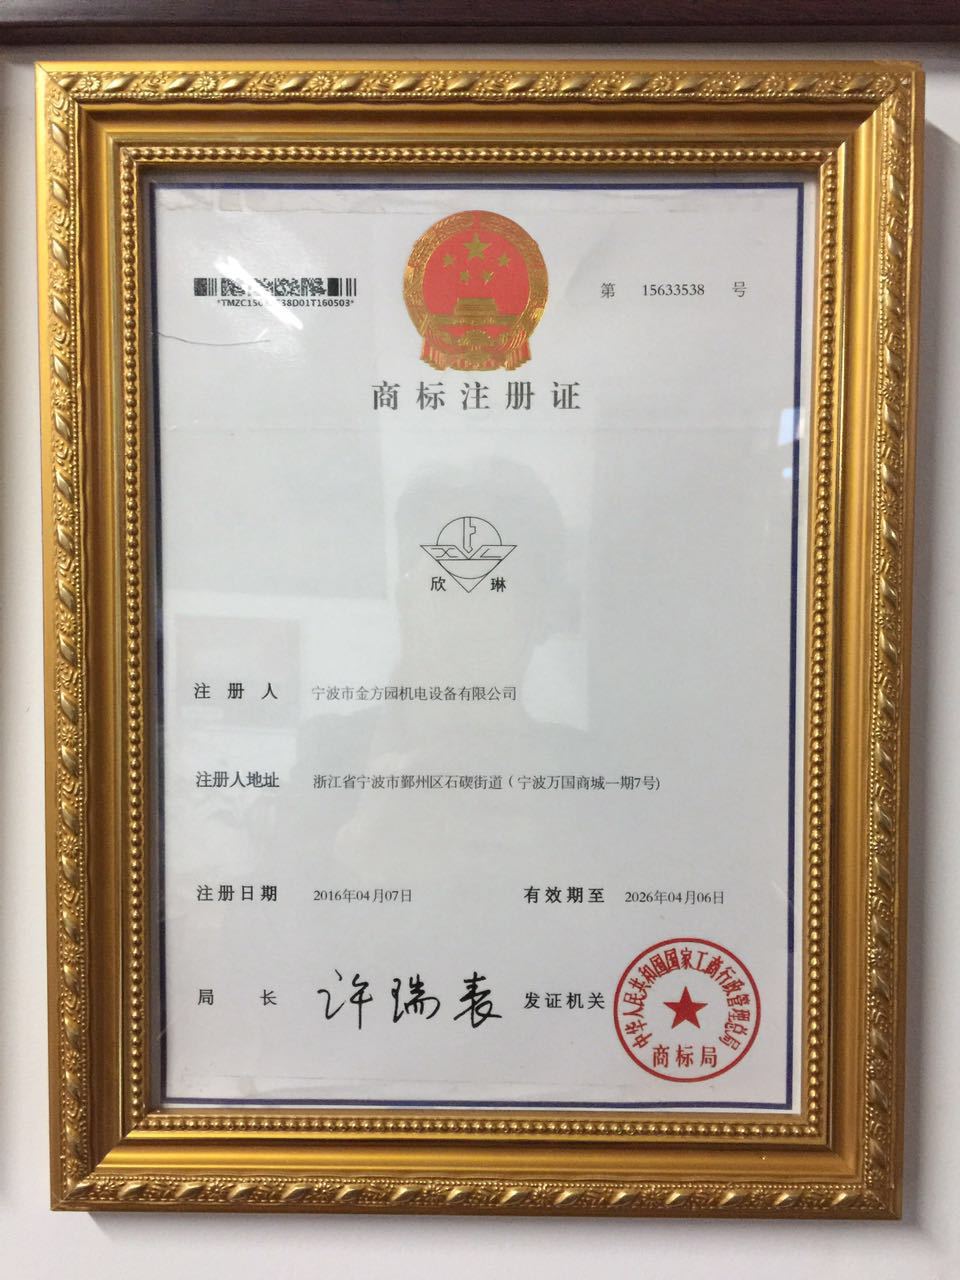 第 15633538 号
商标注册证
欣 琳
注册人 宁波市金方园机电设备有限公司
注册人地址 浙江省宁波市鄞州区石碶街道（宁波万国商城一期7号)
注册日期 2016年04月07日 有效期至 2026年04月06日
局长 许瑞表 发证机关
中华人民共和国国家工商行政管理总局
商标局